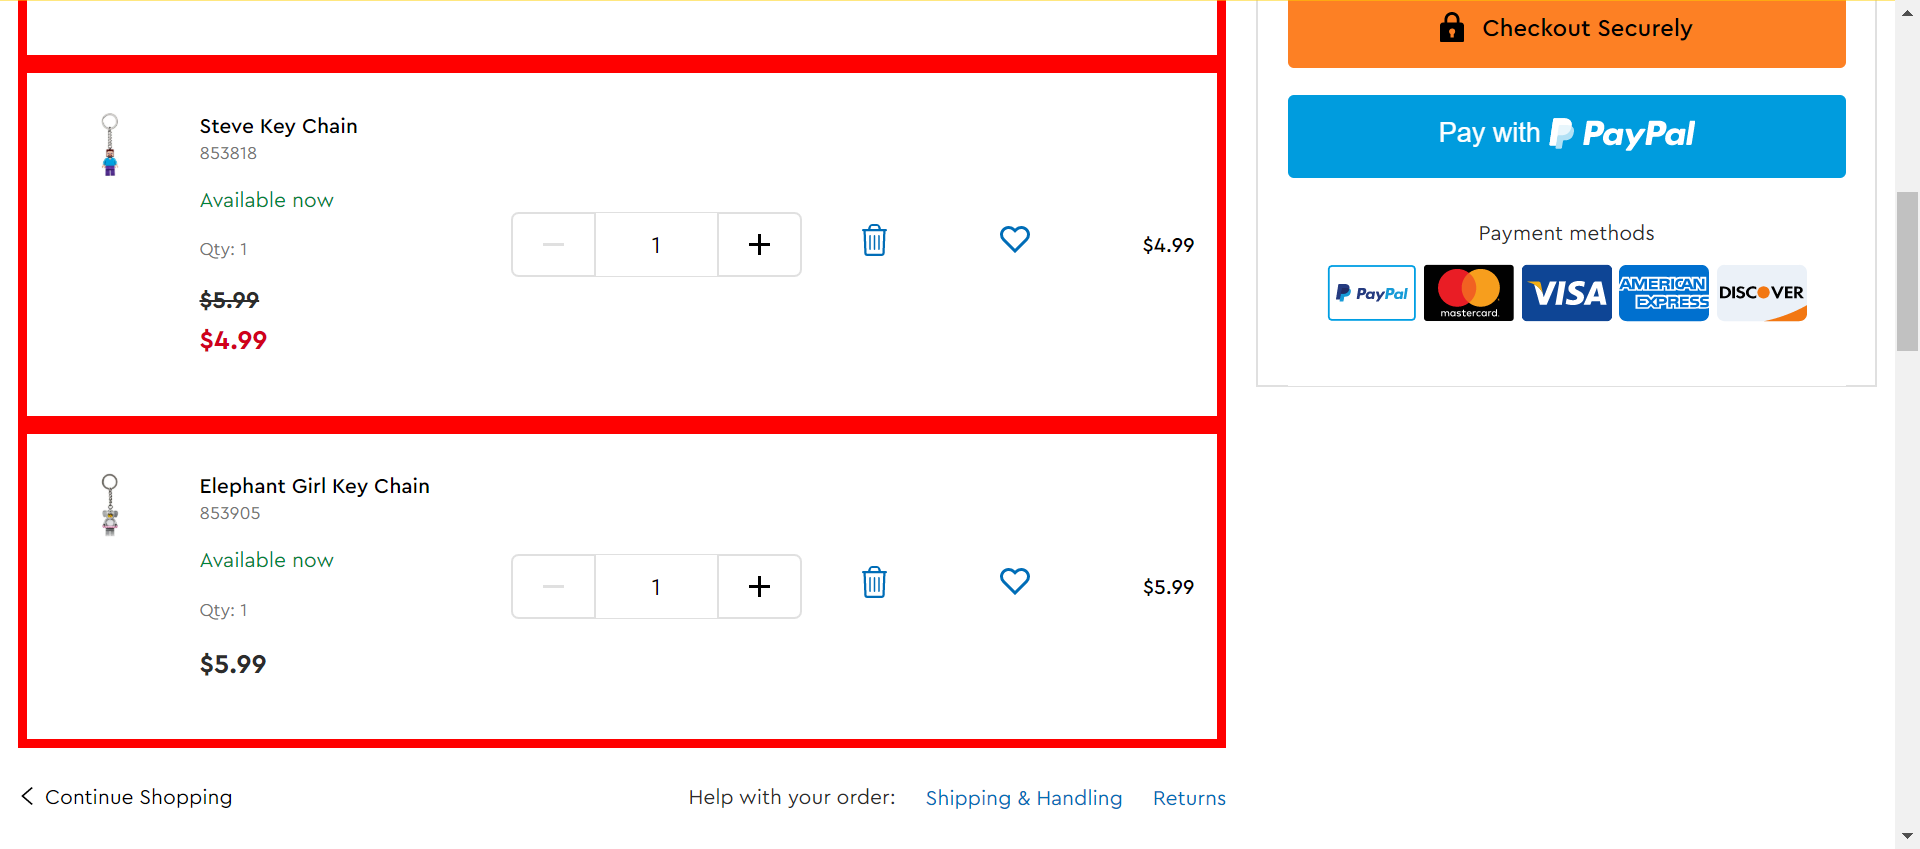 Steve Key Chain
853818
Available now
Qty: 1
$5.99
$4.99
1
$4.99
Elephant Girl Key Chain
853905
Available now
Qty: 1
$5.99
1
$5.99
Continue Shopping
Help with your order: Shipping & Handling Returns
Checkout Securely
Pay with PayPal
Payment methods
PayPal
mastercard.
VISA
AMERICAN
EXPRESS
DISCOVER